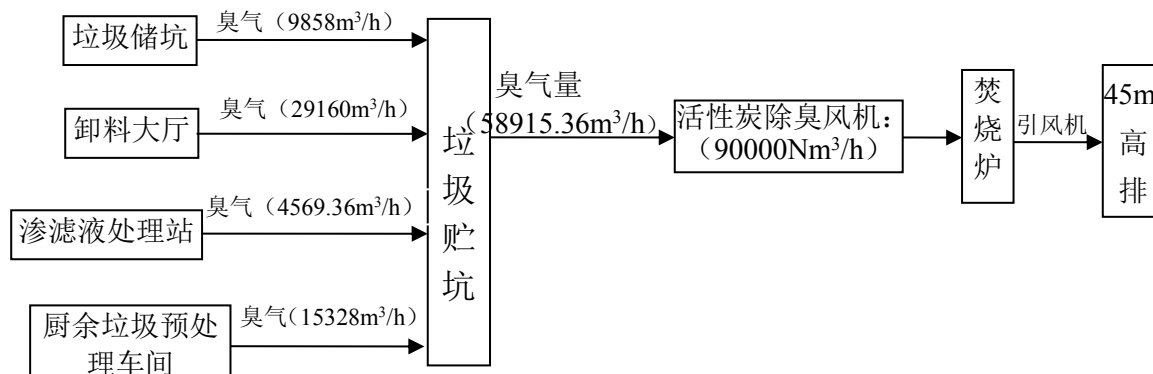 垃圾储坑
臭气（9858m³/h）
卸料大厅
臭气（29160m³/h）
渗滤液处理站
臭气（4569.36m³/h）
厨余垃圾预处
理车间
臭气（15328m³/h）
垃
圾
贮
坑
臭气量
（58915.36m³/h）
活性炭除臭风机：
（90000Nm³/h）
焚
烧
炉
引风机
45m
高
排